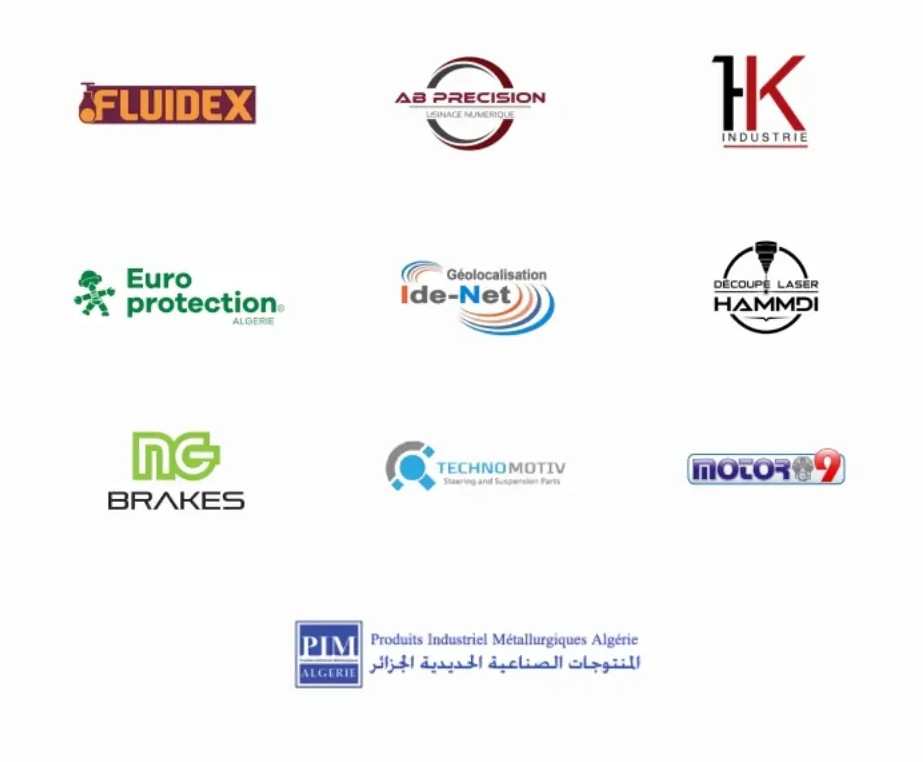 FLUIDEX
AB PRECISION
USINAGE NUMERIQUE
HK
INDUSTRIE
Euro
protection®
ALGERIE
Géolocalisation
Ide-Net
DÉCOUPE LASER
HAMMDI
NG
BRAKES
TECHNOMOTIV
Steering and Suspension Parts
MOTOR 9
PIM
ALGERIE
Produits Industriel Métallurgiques Algérie
المنتوجات الصناعية الحديدية الجزائر